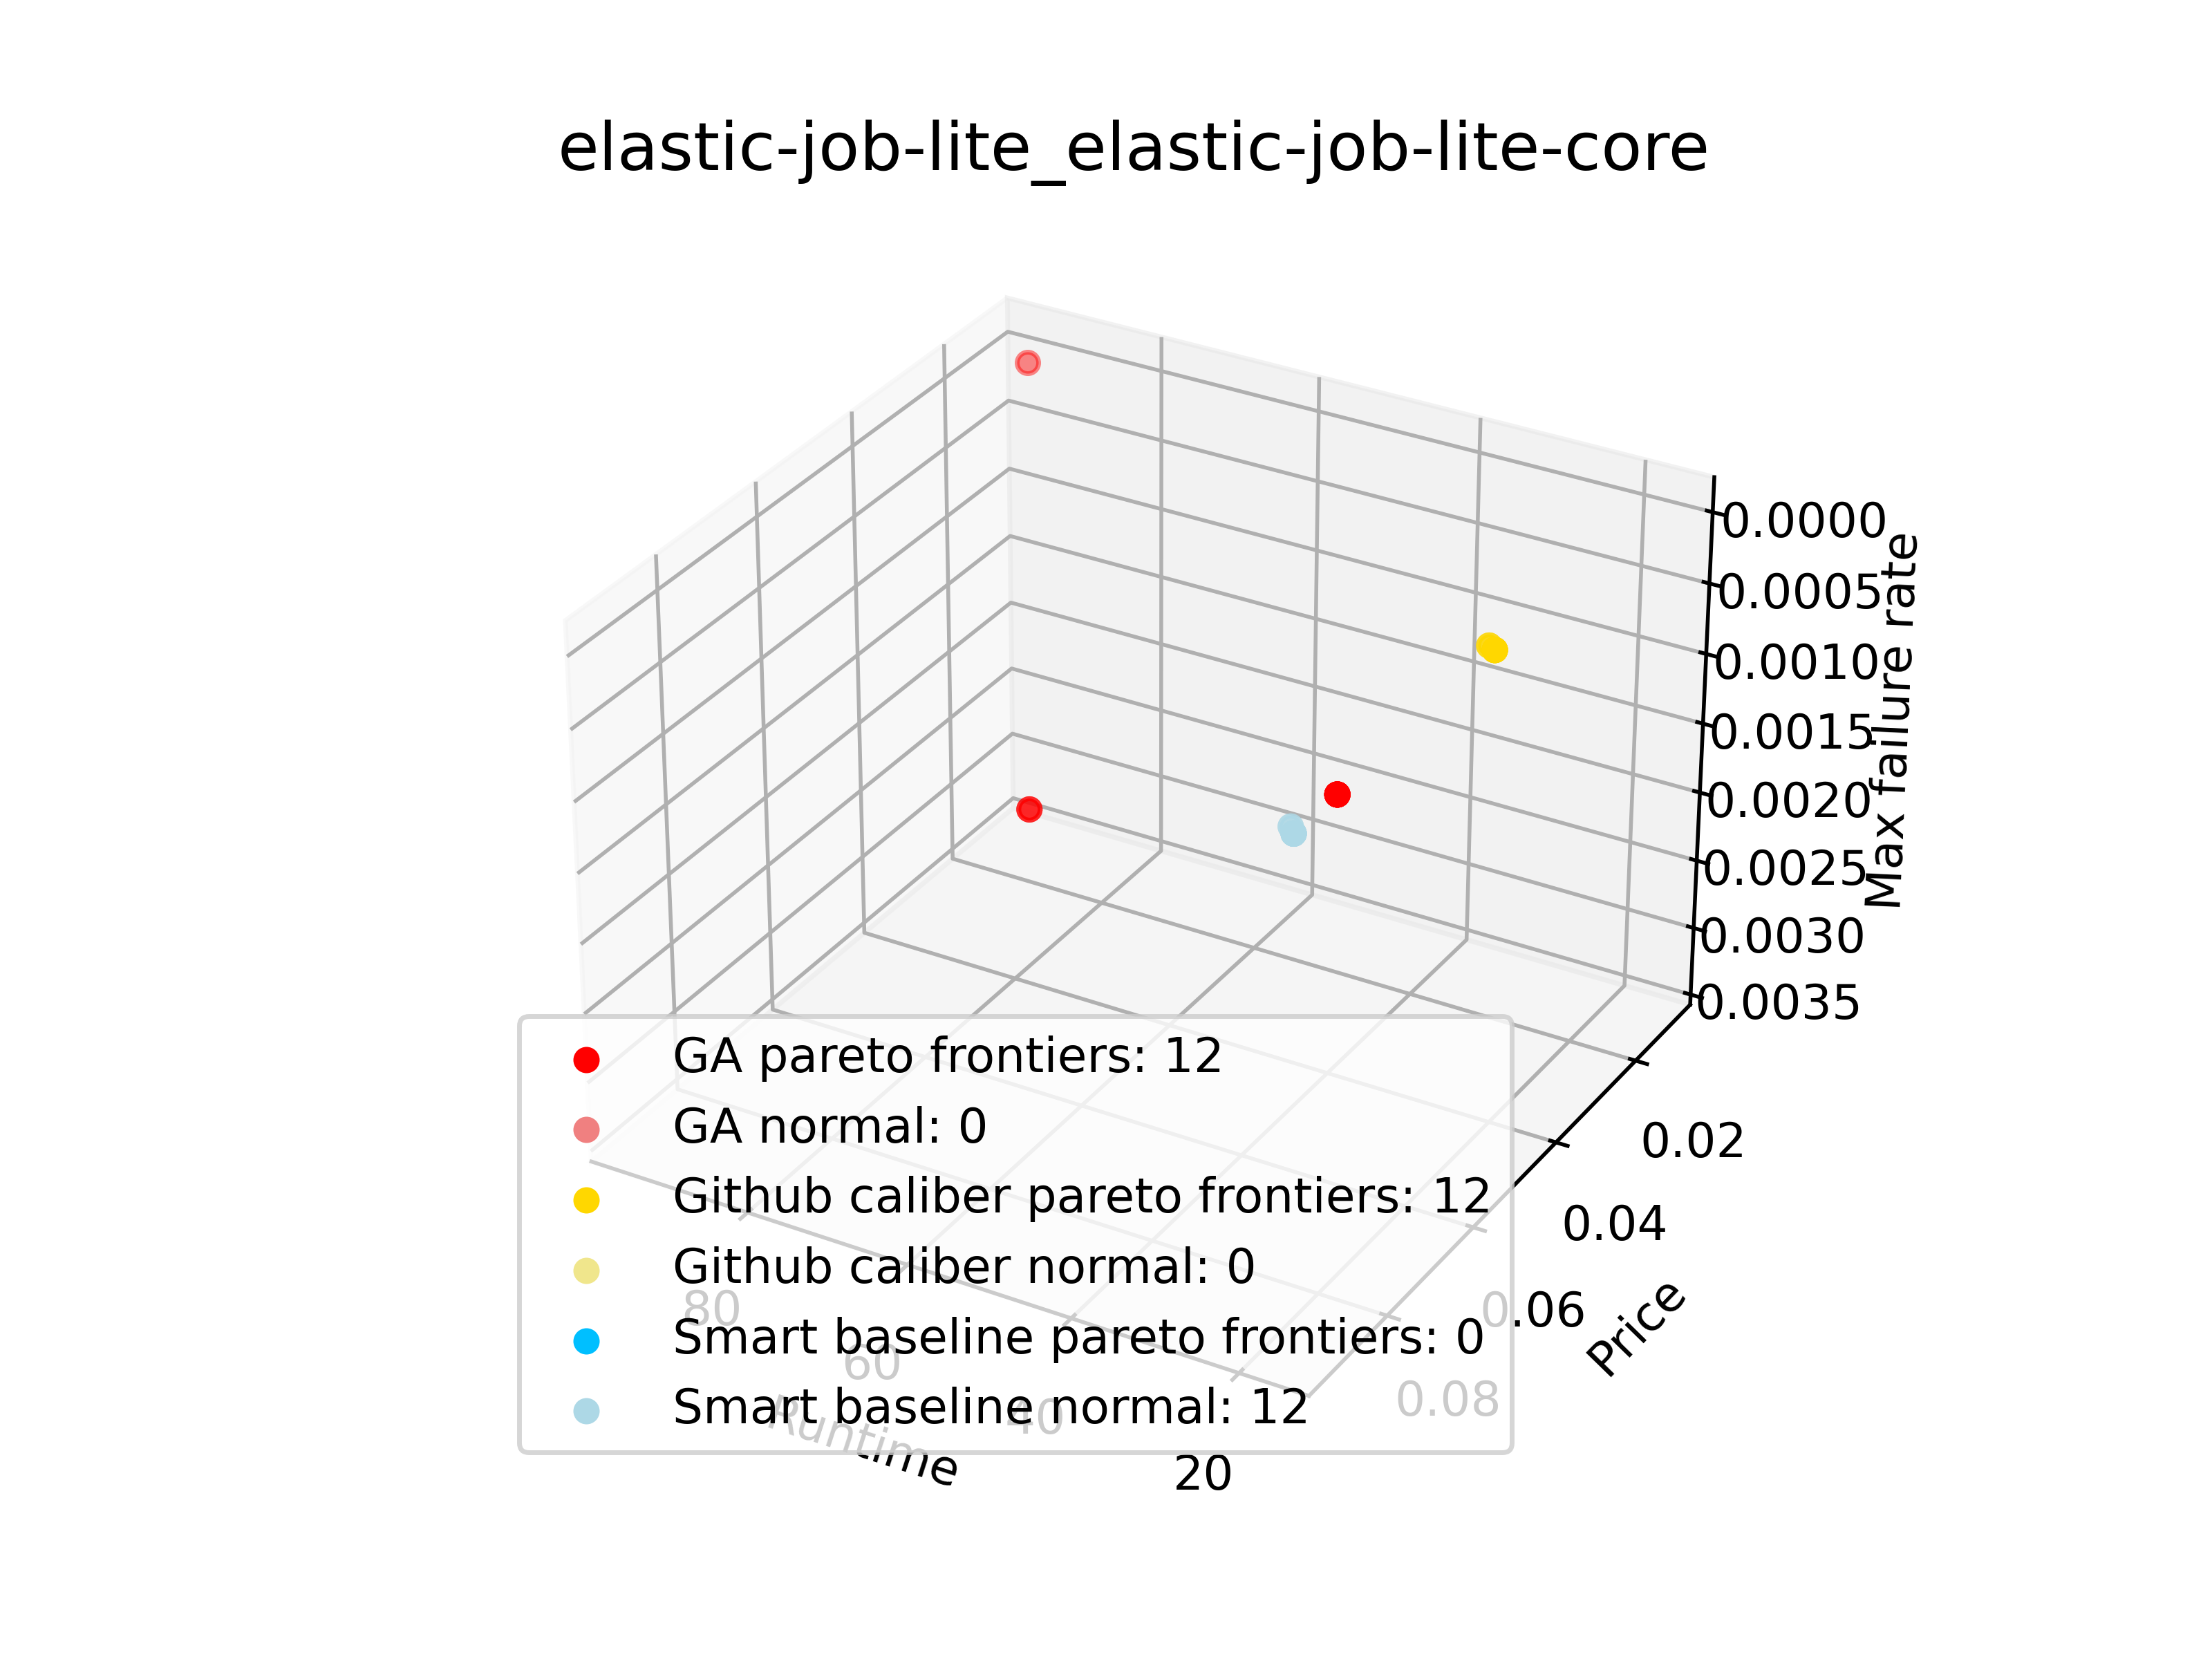 elastic-job-lite_elastic-job-lite-core
0.0000
0.0005
0.0010
0.0015
0.0020
0.0025
0.0030
0.0035
Max failure rate
0.02
0.04
0.06
0.08
Price
80
60
40
20
Runtime
GA pareto frontiers: 12
GA normal: 0
Github caliber pareto frontiers: 12
Github caliber normal: 0
Smart baseline pareto frontiers: 0
Smart baseline normal: 12